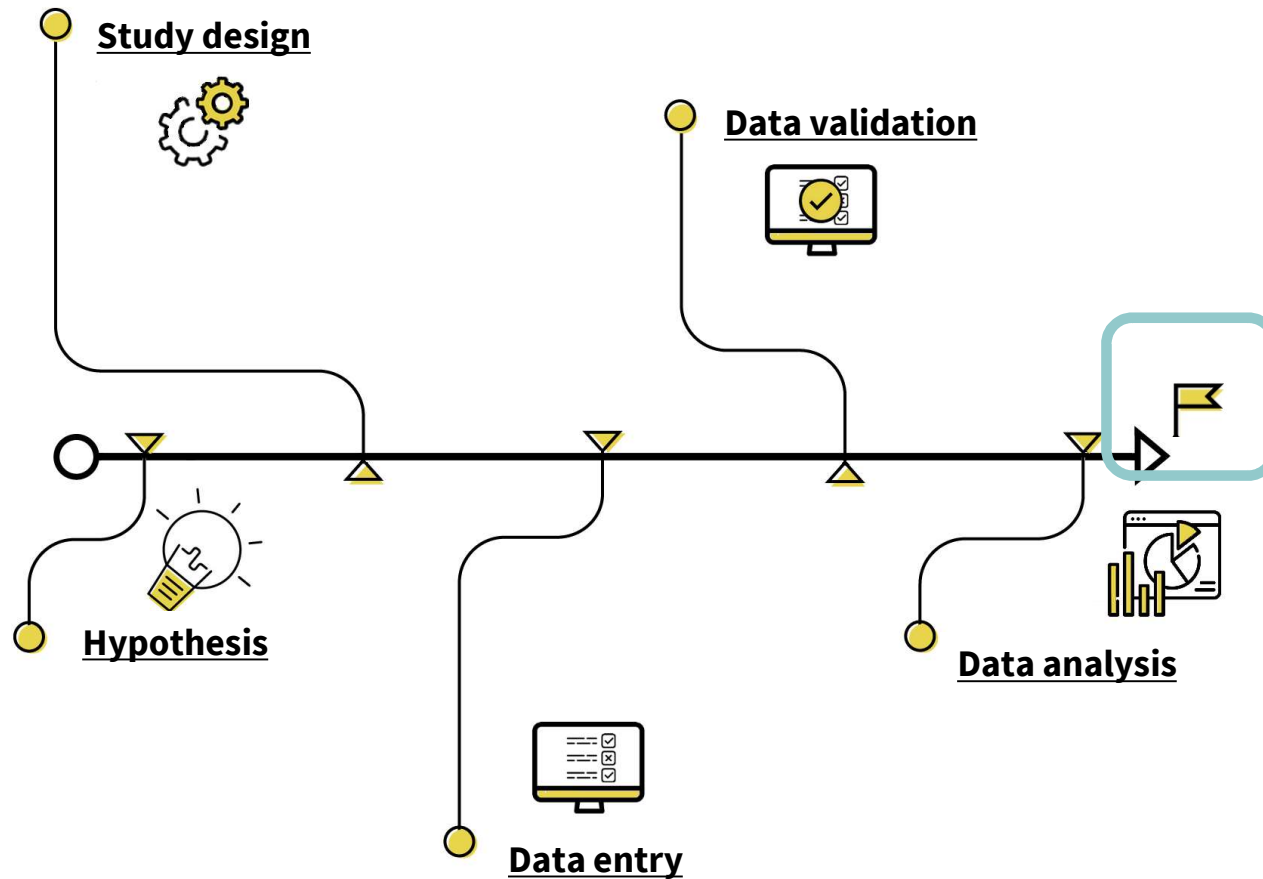 Study design
Data validation
Hypothesis
Data analysis
Data entry